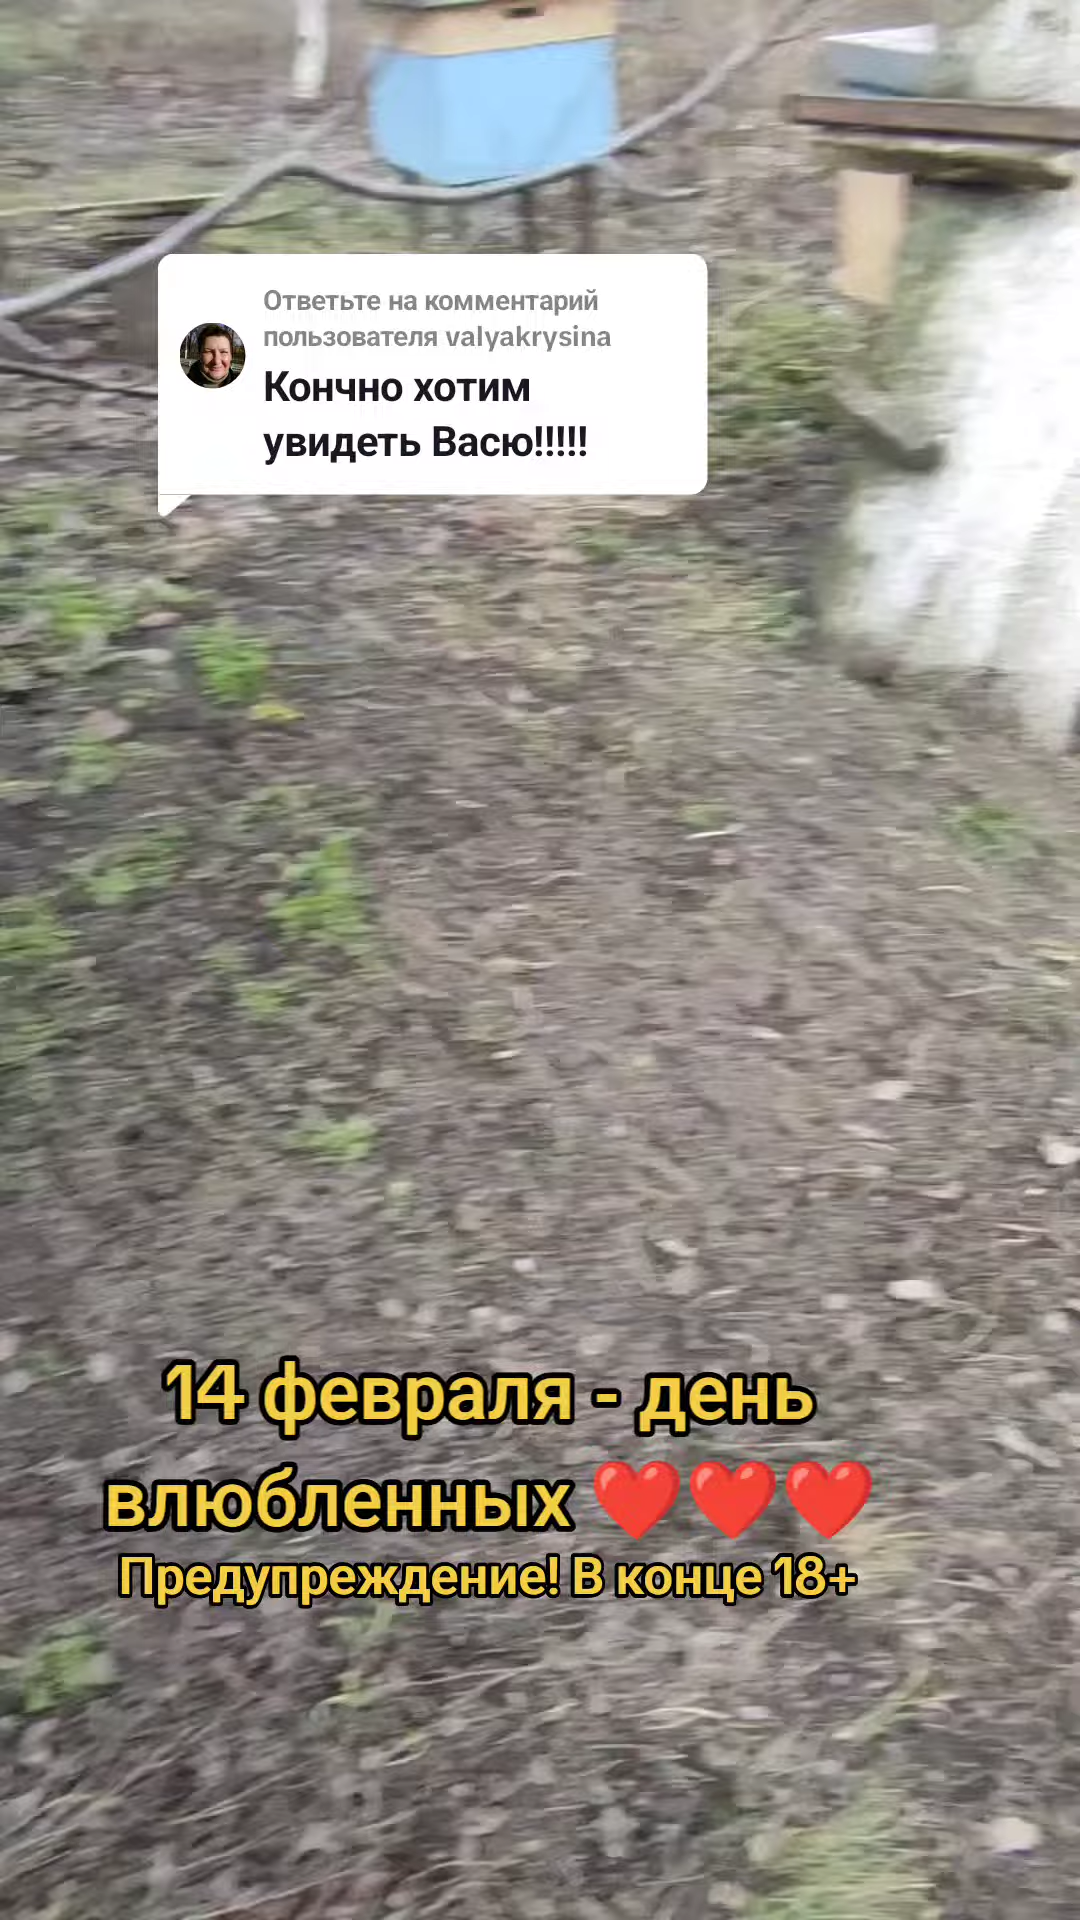 Ответьте на комментарий
пользователя valyakrysina
Кончно хотим
увидеть Васю!!!!!
14 февраля - день
влюбленных ❤️❤️❤️
Предупреждение! В конце 18+